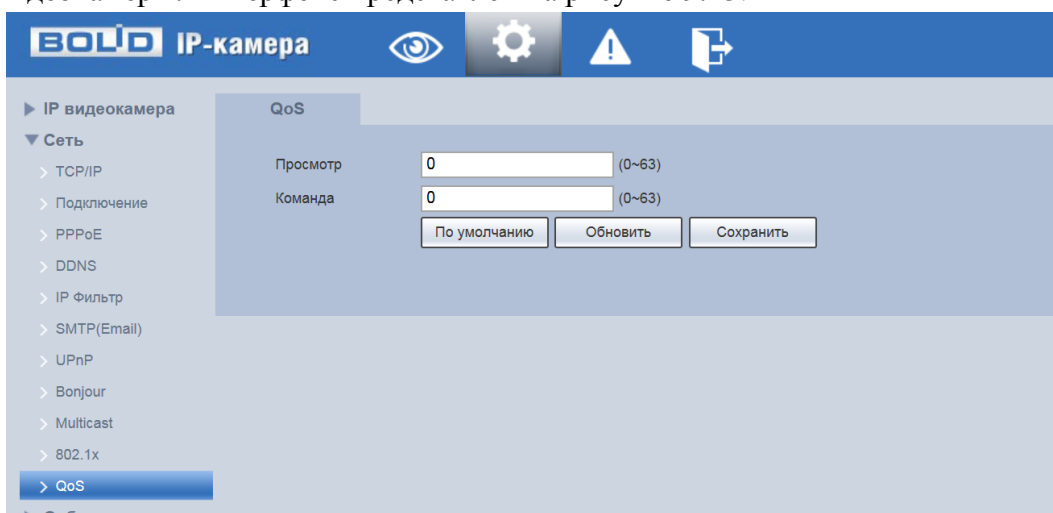 BOLID IP-камера
IP видеокамера
QoS
Сеть
TCP/IP
Просмотр 0 (0~63)
Подключение
Команда 0 (0~63)
PPPoE
По умолчанию Обновить Сохранить
DDNS
IP Фильтр
SMTP(Email)
UPnP
Bonjour
Multicast
802.1x
QoS